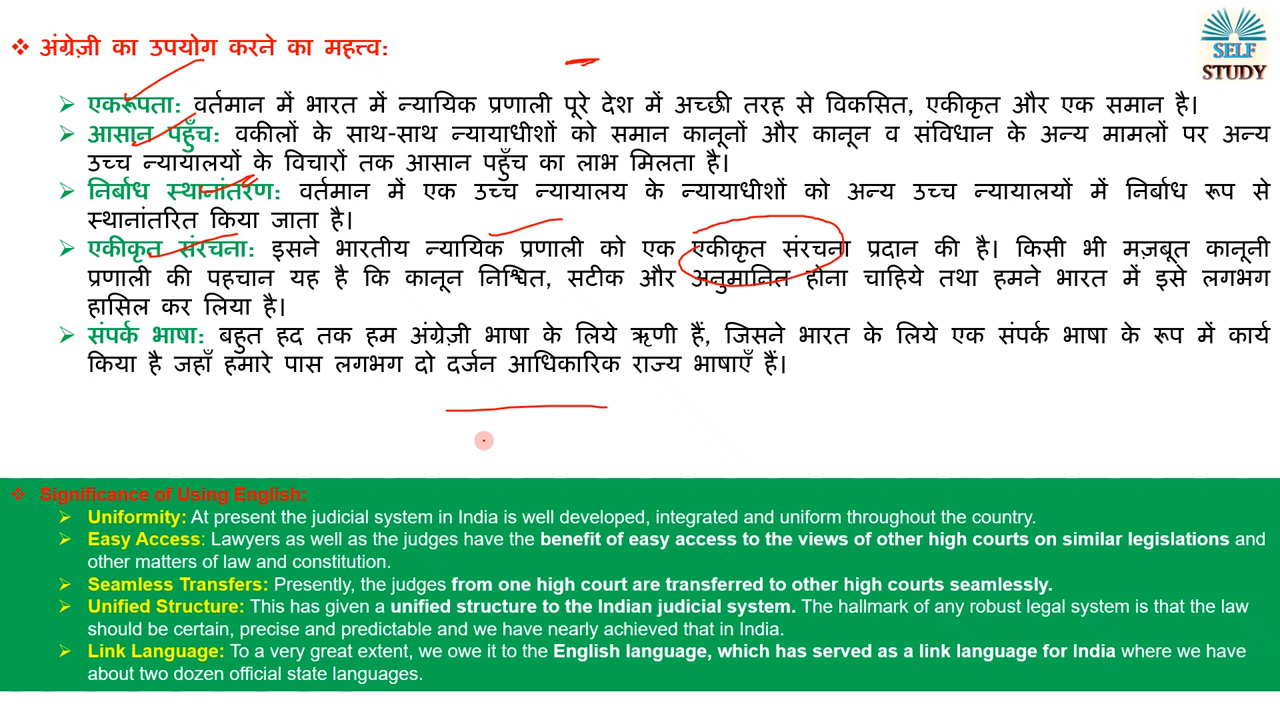 SELF
STUDY
❖ अंग्रेज़ी का उपयोग करने का महत्त्व:
➢ एकरूपता: वर्तमान में भारत में न्यायिक प्रणाली पूरे देश में अच्छी तरह से विकसित, एकीकृत और एक समान है।
➢ आसान पहुँच: वकीलों के साथ-साथ न्यायाधीशों को समान कानूनों और कानून व संविधान के अन्य मामलों पर अन्य
उच्च न्यायालयों के विचारों तक आसान पहुँच का लाभ मिलता है।
➢ निर्बाध स्थानांतरण: वर्तमान में एक उच्च न्यायालय के न्यायाधीशों को अन्य उच्च न्यायालयों में निर्बाध रूप से
स्थानांतरित किया जाता है।
➢ एकीकृत संरचना: इसने भारतीय न्यायिक प्रणाली को एक एकीकृत संरचना प्रदान की है। किसी भी मज़बूत कानूनी
प्रणाली की पहचान यह है कि कानून निश्चित, सटीक और अनुमानित होना चाहिये तथा हमने भारत में इसे लगभग
हासिल कर लिया है।
➢ संपर्क भाषा: बहुत हद तक हम अंग्रेज़ी भाषा के लिये ऋणी हैं, जिसने भारत के लिये एक संपर्क भाषा के रूप में कार्य
किया है जहाँ हमारे पास लगभग दो दर्जन आधिकारिक राज्य भाषाएँ हैं।
❖ Significance of Using English:
➢ Uniformity: At present the judicial system in India is well developed, integrated and uniform throughout the country.
➢ Easy Access: Lawyers as well as the judges have the benefit of easy access to the views of other high courts on similar legislations and
other matters of law and constitution.
➢ Seamless Transfers: Presently, the judges from one high court are transferred to other high courts seamlessly.
➢ Unified Structure: This has given a unified structure to the Indian judicial system. The hallmark of any robust legal system is that the law
should be certain, precise and predictable and we have nearly achieved that in India.
➢ Link Language: To a very great extent, we owe it to the English language, which has served as a link language for India where we have
about two dozen official state languages.